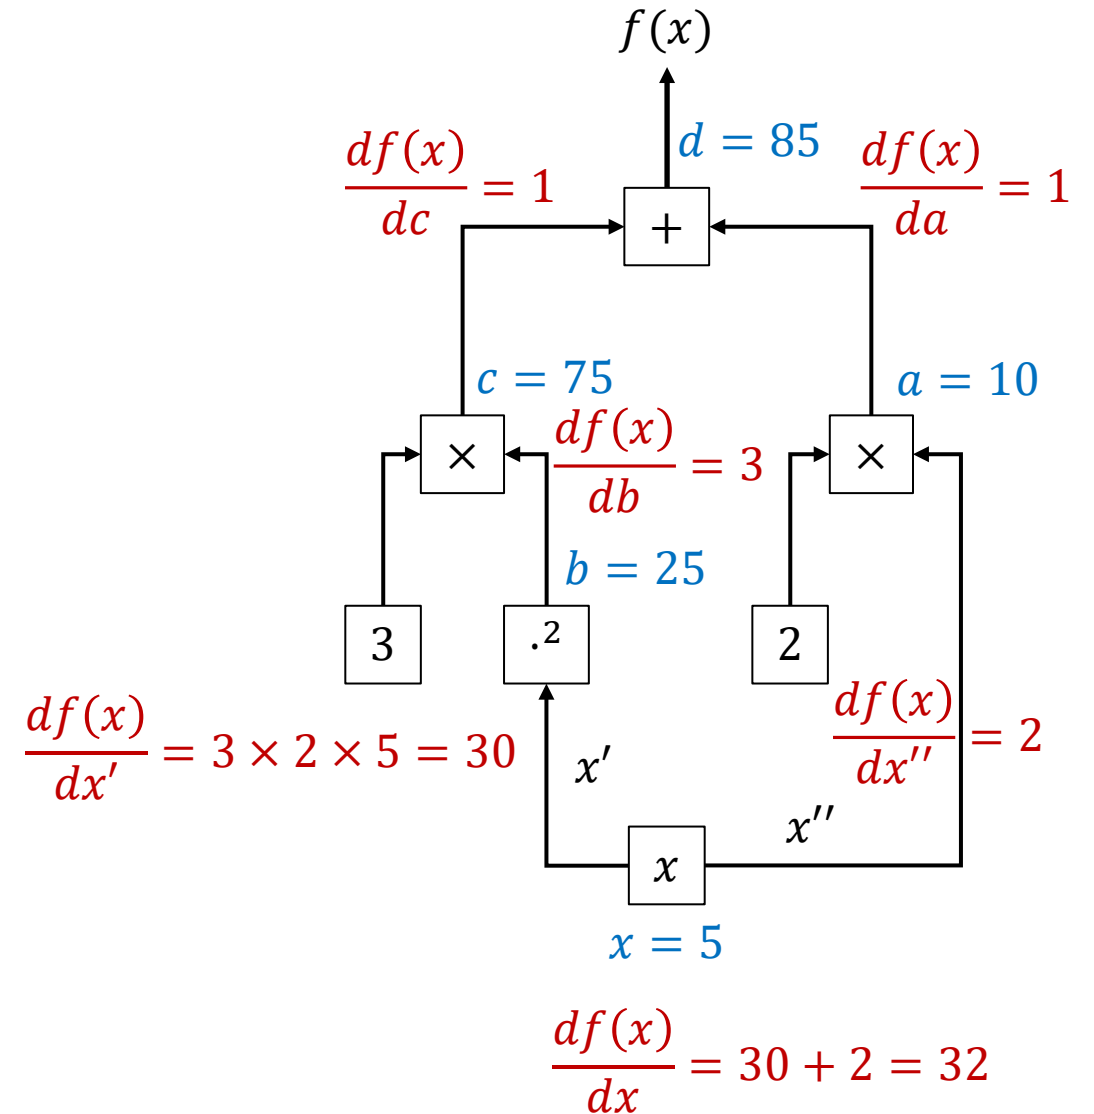 f(x)
d = 85
df(x)/dc = 1
df(x)/da = 1
+
c = 75
a = 10
×
df(x)/db = 3
×
b = 25
3
·²
2
df(x)/dx′ = 3 × 2 × 5 = 30
x′
df(x)/dx′′ = 2
x′′
x
x = 5
df(x)/dx = 30 + 2 = 32